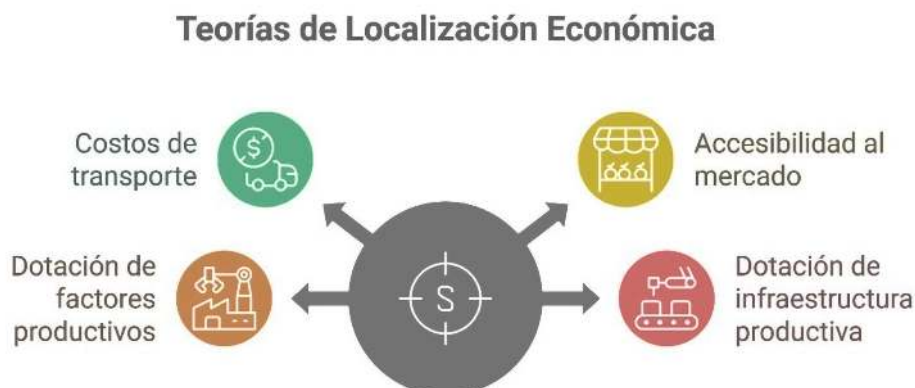 Teorías de Localización Económica
Costos de
transporte
Accesibilidad al
mercado
Dotación de
factores
productivos
Dotación de
infraestructura
productiva
$
S